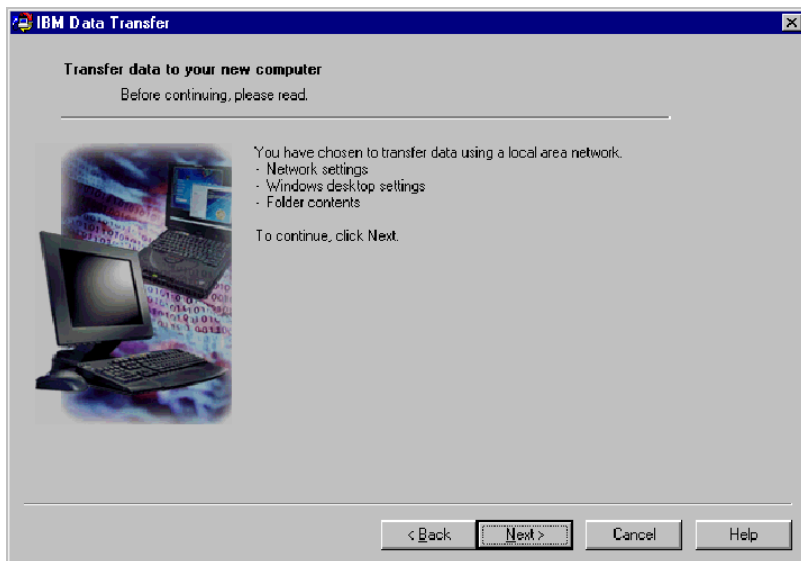 IBM Data Transfer
Transfer data to your new computer
Before continuing, please read.
You have chosen to transfer data using a local area network.
- Network settings
- Windows desktop settings
- Folder contents
To continue, click Next.
< Back Next > Cancel Help